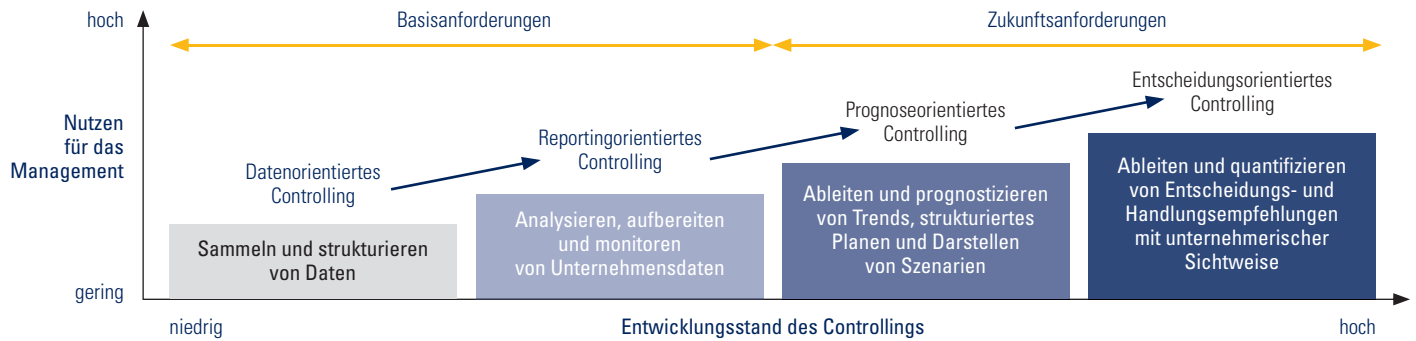 hoch
Basisanforderungen
Zukunftsanforderungen
Nutzen
für das
Management
Datenorientiertes
Controlling
Reportingorientiertes
Controlling
Prognoseorientiertes
Controlling
Entscheidungsorientiertes
Controlling
Sammeln und strukturieren
von Daten
Analysieren, aufbereiten
und monitoren
von Unternehmensdaten
Ableiten und prognostizieren
von Trends, strukturiertes
Planen und Darstellen
von Szenarien
Ableiten und quantifizieren
von Entscheidungs- und
Handlungsempfehlungen
mit unternehmerischer
Sichtweise
gering
niedrig
Entwicklungsstand des Controllings
hoch